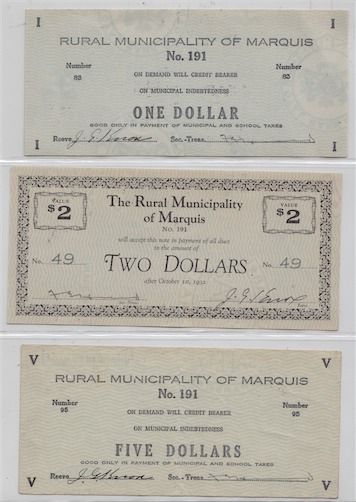 I I
RURAL MUNICIPALITY OF MARQUIS
No. 191
Number Number
83 83
ON DEMAND WILL CREDIT BEARER
ON MUNICIPAL INDEBTEDNESS
ONE DOLLAR
GOOD ONLY IN PAYMENT OF MUNICIPAL AND SCHOOL TAXES
I Reeve Sec.-Treas. I
VALUE VALUE
$2 $2
The Rural Municipality
of Marquis
NO. 191
will accept this note in payment of all dues
to the amount of
No. 49 No. 49
TWO DOLLARS
after October 1st, 1932
V V
RURAL MUNICIPALITY OF MARQUIS
No. 191
Number Number
95 95
ON DEMAND WILL CREDIT BEARER
ON MUNICIPAL INDEBTEDNESS
FIVE DOLLARS
GOOD ONLY IN PAYMENT OF MUNICIPAL AND SCHOOL TAXES
V Reeve Sec.-Treas. V